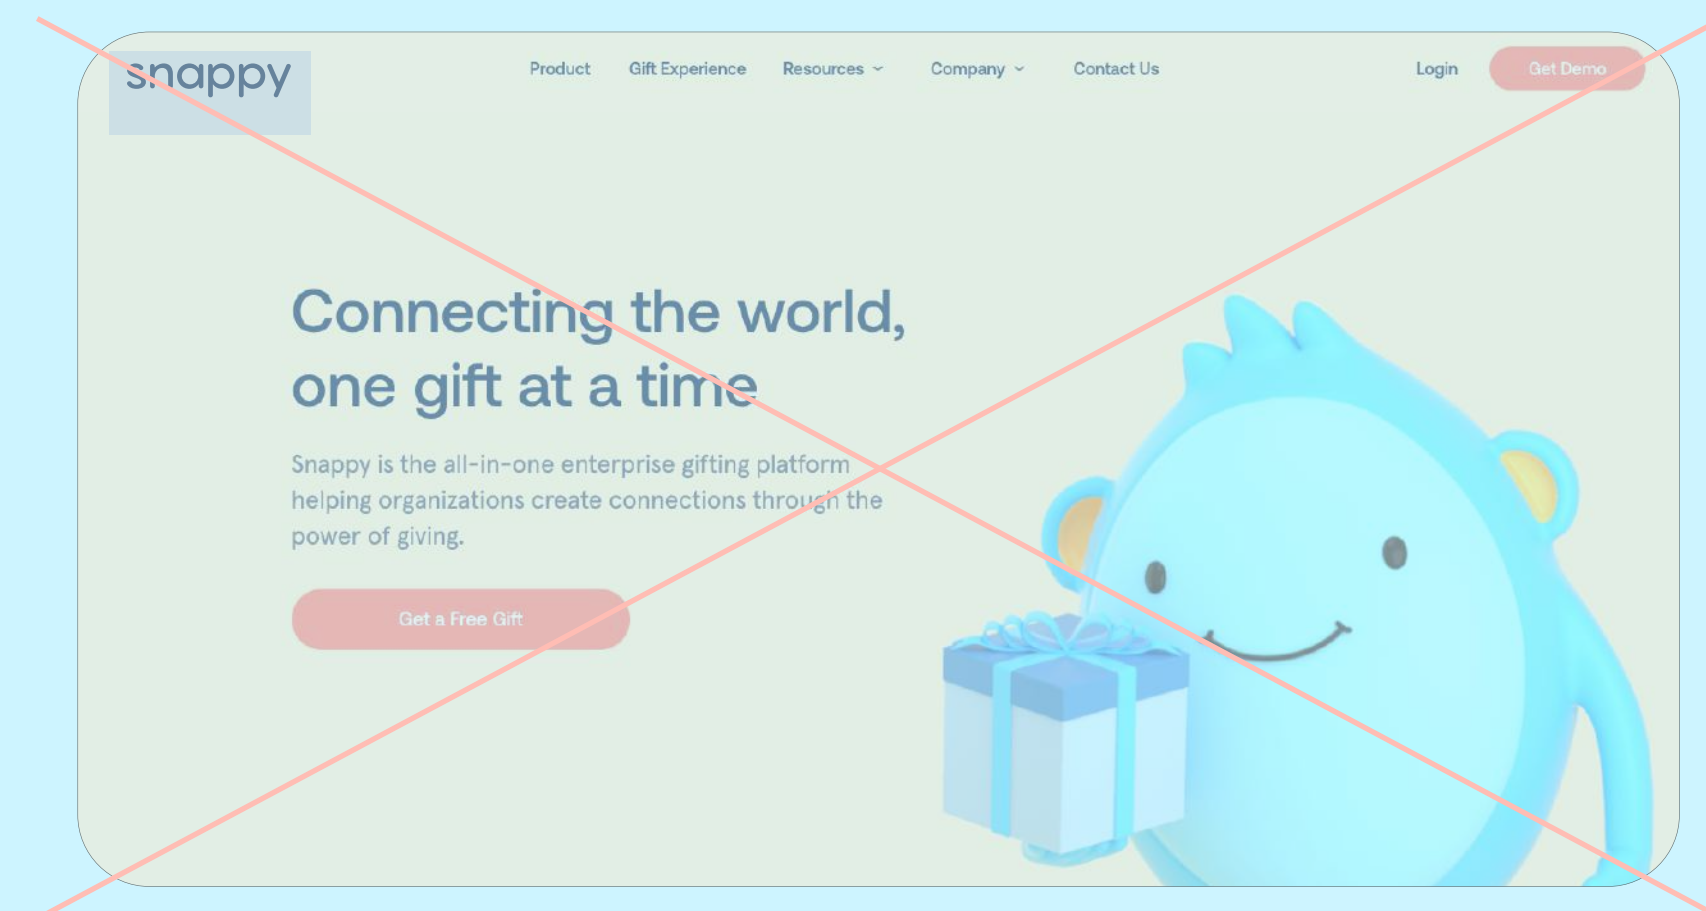 snappy
Product Gift Experience Resources Company Contact Us Login Get Demo
Connecting the world,
one gift at a time
Snappy is the all-in-one enterprise gifting platform
helping organizations create connections through the
power of giving.
Get a Free Gift